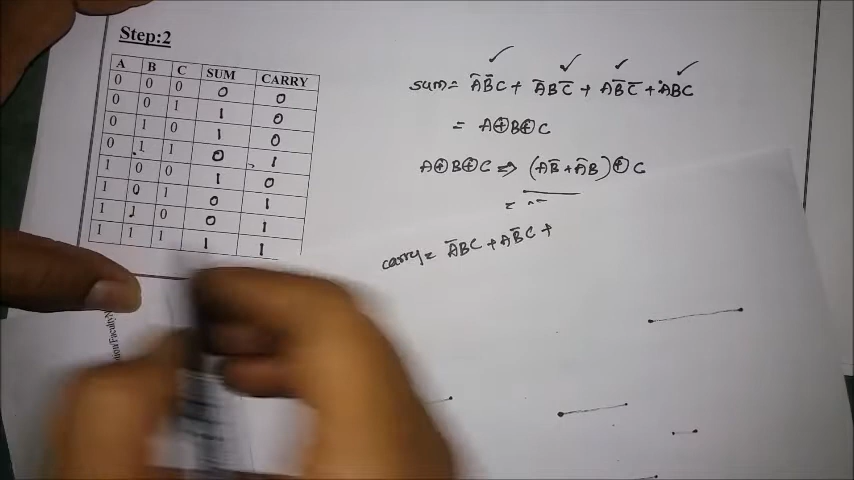 Step:2
A B C SUM CARRY
0 0 0 0 0
0 0 1 1 0
0 1 0 1 0
0 1 1 0 1
1 0 0 1 0
1 0 1 0 1
1 1 0 0 1
1 1 1 1 1
sum = A̅B̅C + A̅BC̅ + AB̅C̅ + ABC
= A⊕B⊕C
A⊕B⊕C ⇒ (AB̅ + A̅B)⊕C
=
carry = A̅BC + AB̅C +